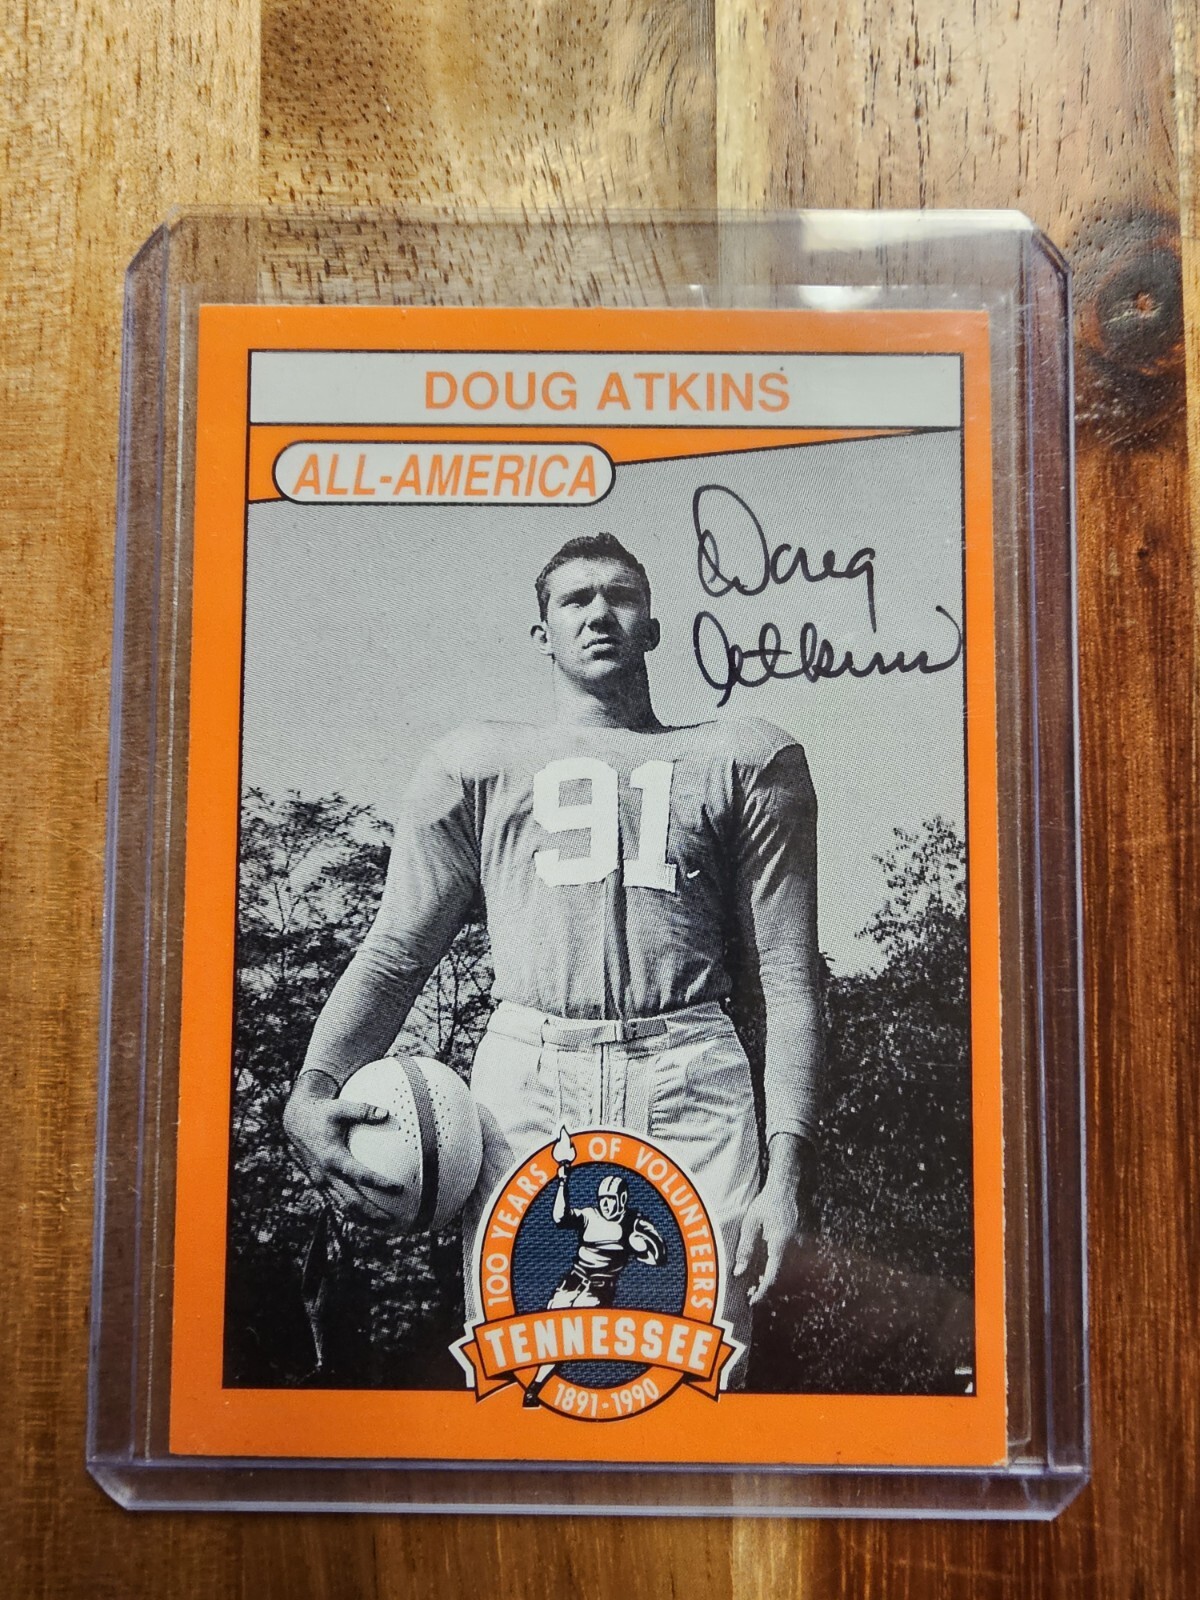 DOUG ATKINS
ALL-AMERICA
Doug
Atkins
91
100 YEARS OF VOLUNTEERS
TENNESSEE
1891-1990